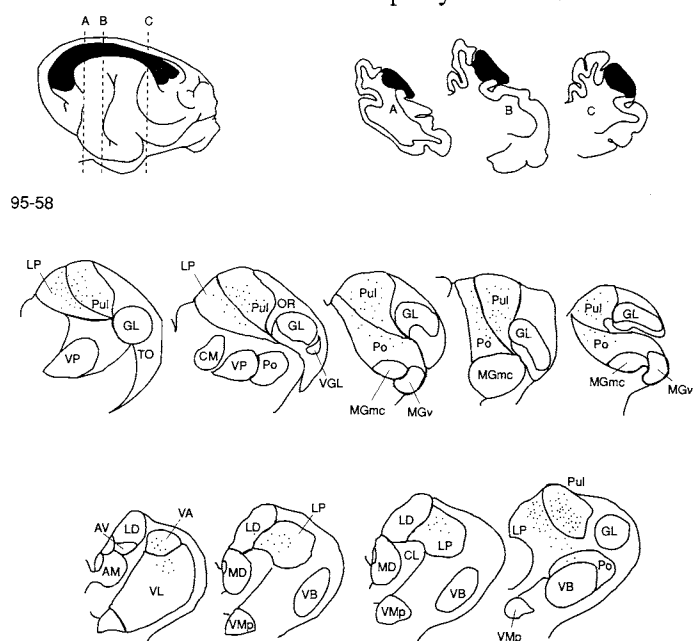 A B C
A
B
C
95-58
LP
Pul
GL
VP
TO
LP
Pul
OR
GL
CM
VP
Po
VGL
Pul
GL
Po
MGmc
MGv
Pul
Po
GL
MGmc
Pul
GL
Po
MGmc
MGv
AV
LD
VA
AM
VL
LD
LP
MD
VB
VMp
LD
CL
LP
MD
VB
VMp
Pul
LP
GL
Po
VB
VMp